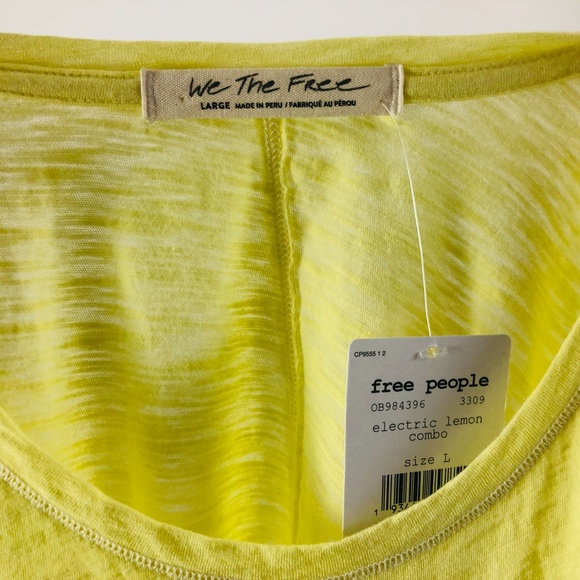 We The Free
LARGE MADE IN PERU / FABRIQUÉ AU PÉROU
CP9555 1 2
free people
OB984396 3309
electric lemon
combo
size L